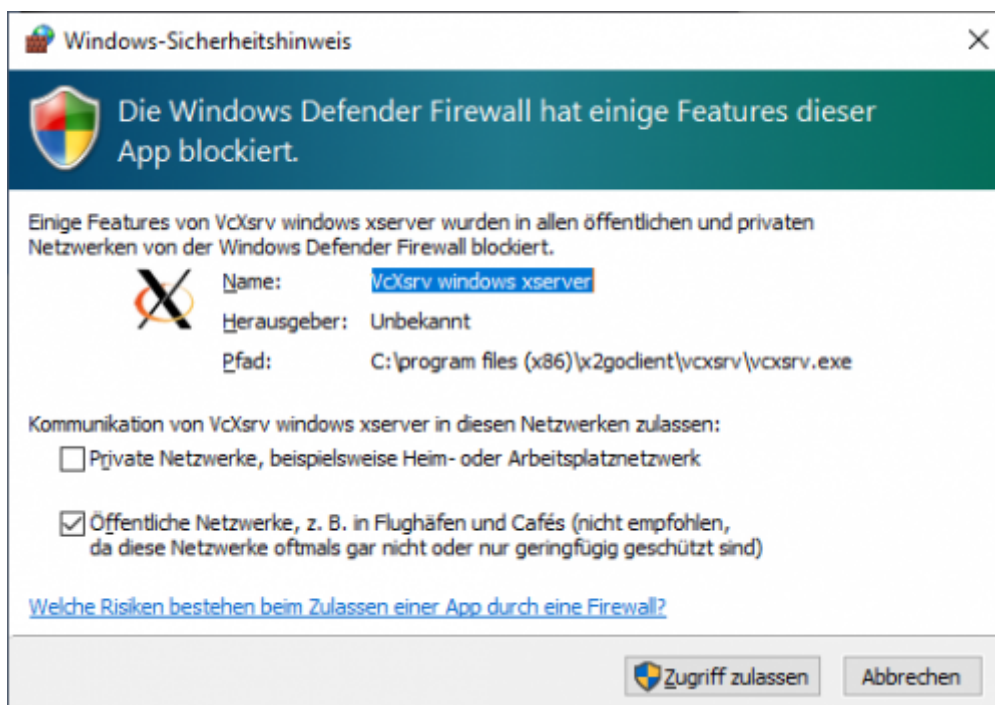 Windows-Sicherheitshinweis
Die Windows Defender Firewall hat einige Features dieser
App blockiert.
Einige Features von VcXsrv windows xserver wurden in allen öffentlichen und privaten
Netzwerken von der Windows Defender Firewall blockiert.
Name: VcXsrv windows xserver
Herausgeber: Unbekannt
Pfad: C:\program files (x86)\x2goclient\vcxsrv\vcxsrv.exe
Kommunikation von VcXsrv windows xserver in diesen Netzwerken zulassen:
Private Netzwerke, beispielsweise Heim- oder Arbeitsplatznetzwerk
Öffentliche Netzwerke, z. B. in Flughäfen und Cafés (nicht empfohlen,
da diese Netzwerke oftmals gar nicht oder nur geringfügig geschützt sind)
Welche Risiken bestehen beim Zulassen einer App durch eine Firewall?
Zugriff zulassen Abbrechen